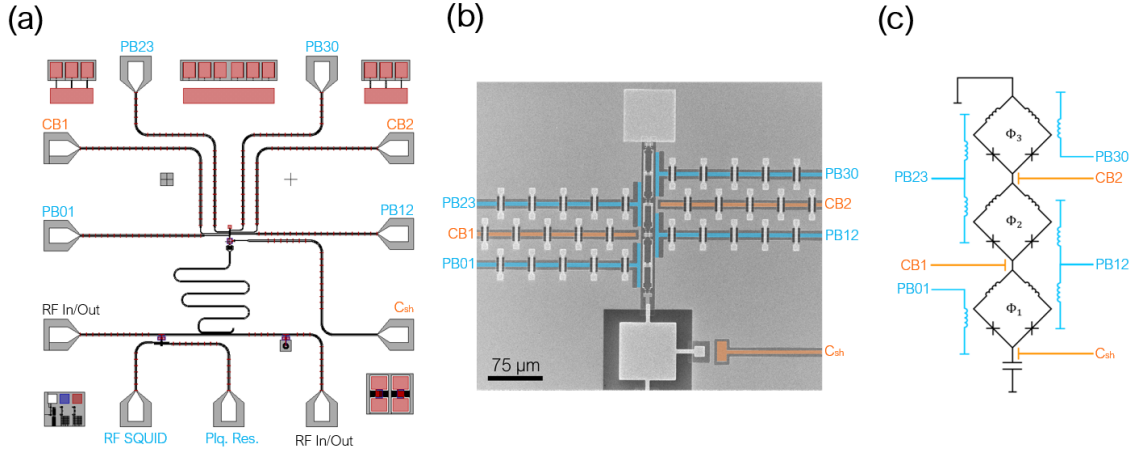 (a)
PB23
PB30
CB1
CB2
PB01
PB12
RF In/Out
Csh
RF SQUID
Plq. Res.
RF In/Out
(b)
PB30
PB23
CB2
CB1
PB12
PB01
Csh
75 μm
(c)
Φ3
PB30
PB23
CB2
Φ2
CB1
PB12
PB01
Φ1
Csh